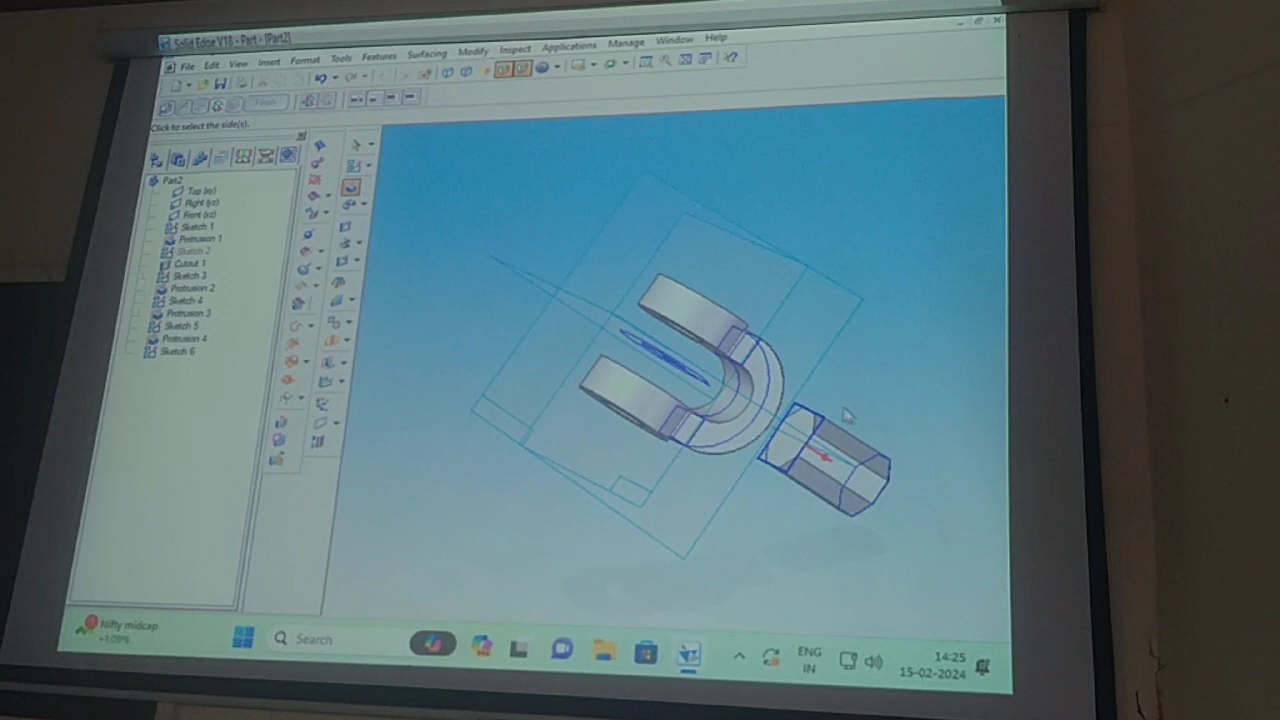 Solid Edge V18 - Part - [Part2]
File Edit View Insert Format Tools Features Surfacing Modify Inspect Applications Manage Window Help
Finish
Click to select the side(s).
Part2
Top (xy)
Right (yz)
Front (xz)
Sketch 1
Protrusion 1
Sketch 2
Cutout 1
Sketch 3
Protrusion 2
Sketch 4
Protrusion 3
Sketch 5
Protrusion 4
Sketch 6
Nifty midcap
+1.09%
Search
ENG
IN
14:25
15-02-2024